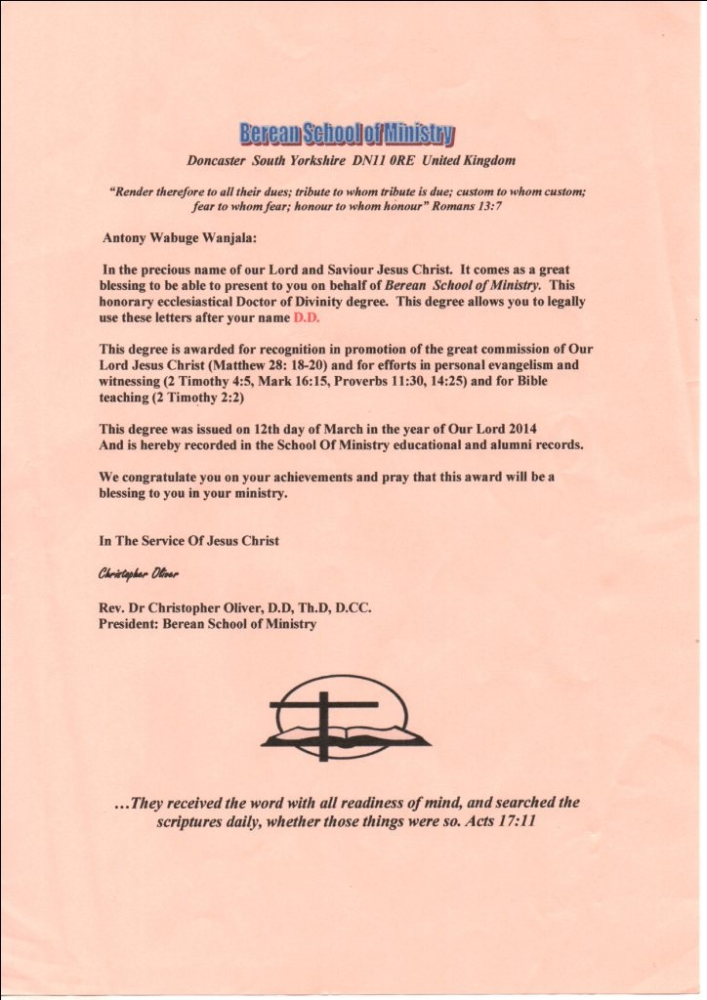 Berean School of Ministry
Doncaster South Yorkshire DN11 0RE United Kingdom
“Render therefore to all their dues; tribute to whom tribute is due; custom to whom custom;
fear to whom fear; honour to whom honour” Romans 13:7
Antony Wabuge Wanjala:
In the precious name of our Lord and Saviour Jesus Christ. It comes as a great
blessing to be able to present to you on behalf of Berean School of Ministry. This
honorary ecclesiastical Doctor of Divinity degree. This degree allows you to legally
use these letters after your name D.D.
This degree is awarded for recognition in promotion of the great commission of Our
Lord Jesus Christ (Matthew 28: 18-20) and for efforts in personal evangelism and
witnessing (2 Timothy 4:5, Mark 16:15, Proverbs 11:30, 14:25) and for Bible
teaching (2 Timothy 2:2)
This degree was issued on 12th day of March in the year of Our Lord 2014
And is hereby recorded in the School Of Ministry educational and alumni records.
We congratulate you on your achievements and pray that this award will be a
blessing to you in your ministry.
In The Service Of Jesus Christ
Christopher Oliver
Rev. Dr Christopher Oliver, D.D, Th.D, D.CC.
President: Berean School of Ministry
…They received the word with all readiness of mind, and searched the
scriptures daily, whether those things were so. Acts 17:11